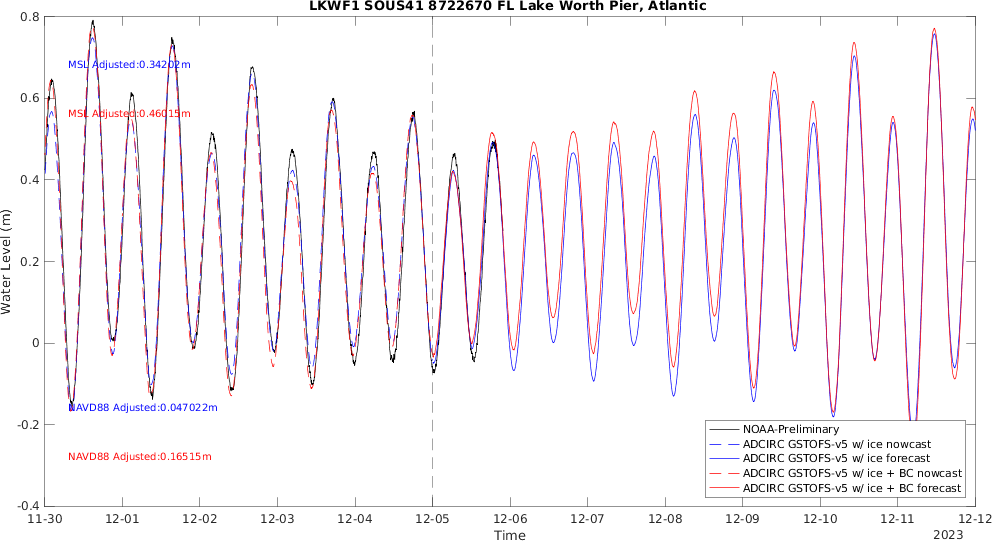 LKWF1 SOUS41 8722670 FL Lake Worth Pier, Atlantic
0.8
0.6
0.4
0.2
0
-0.2
-0.4
Water Level (m)
MSL Adjusted:0.34202m
MSL Adjusted:0.46015m
NAVD88 Adjusted:0.047022m
NAVD88 Adjusted:0.16515m
NOAA-Preliminary
ADCIRC GSTOFS-v5 w/ ice nowcast
ADCIRC GSTOFS-v5 w/ ice forecast
ADCIRC GSTOFS-v5 w/ ice + BC nowcast
ADCIRC GSTOFS-v5 w/ ice + BC forecast
11-30 12-01 12-02 12-03 12-04 12-05 12-06 12-07 12-08 12-09 12-10 12-11 12-12
Time
2023